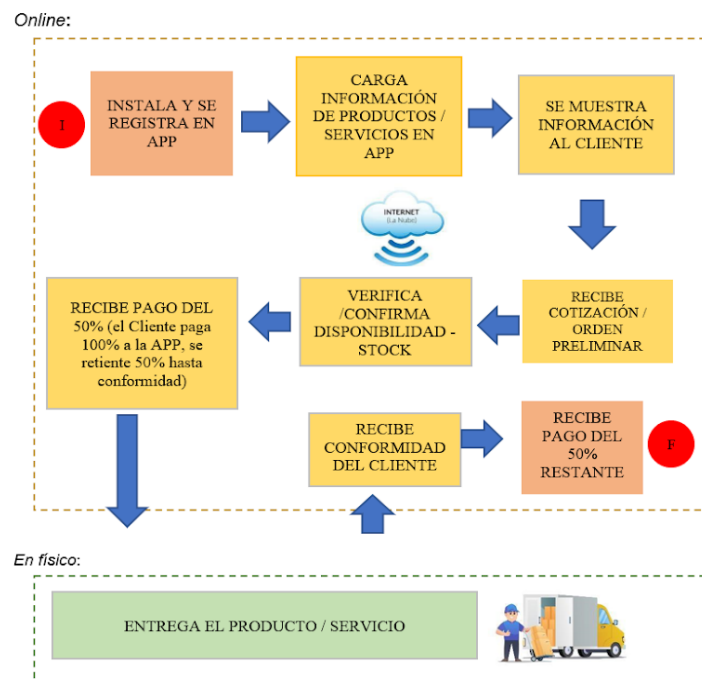 Online:
I
INSTALA Y SE
REGISTRA EN
APP
CARGA
INFORMACIÓN
DE PRODUCTOS /
SERVICIOS EN
APP
SE MUESTRA
INFORMACIÓN
AL CLIENTE
INTERNET
(La Nube)
RECIBE
COTIZACIÓN /
ORDEN
PRELIMINAR
VERIFICA
/CONFIRMA
DISPONIBILIDAD -
STOCK
RECIBE PAGO DEL
50% (el Cliente paga
100% a la APP, se
retiente 50% hasta
conformidad)
RECIBE
CONFORMIDAD
DEL CLIENTE
RECIBE
PAGO DEL
50%
RESTANTE
F
En físico:
ENTREGA EL PRODUCTO / SERVICIO